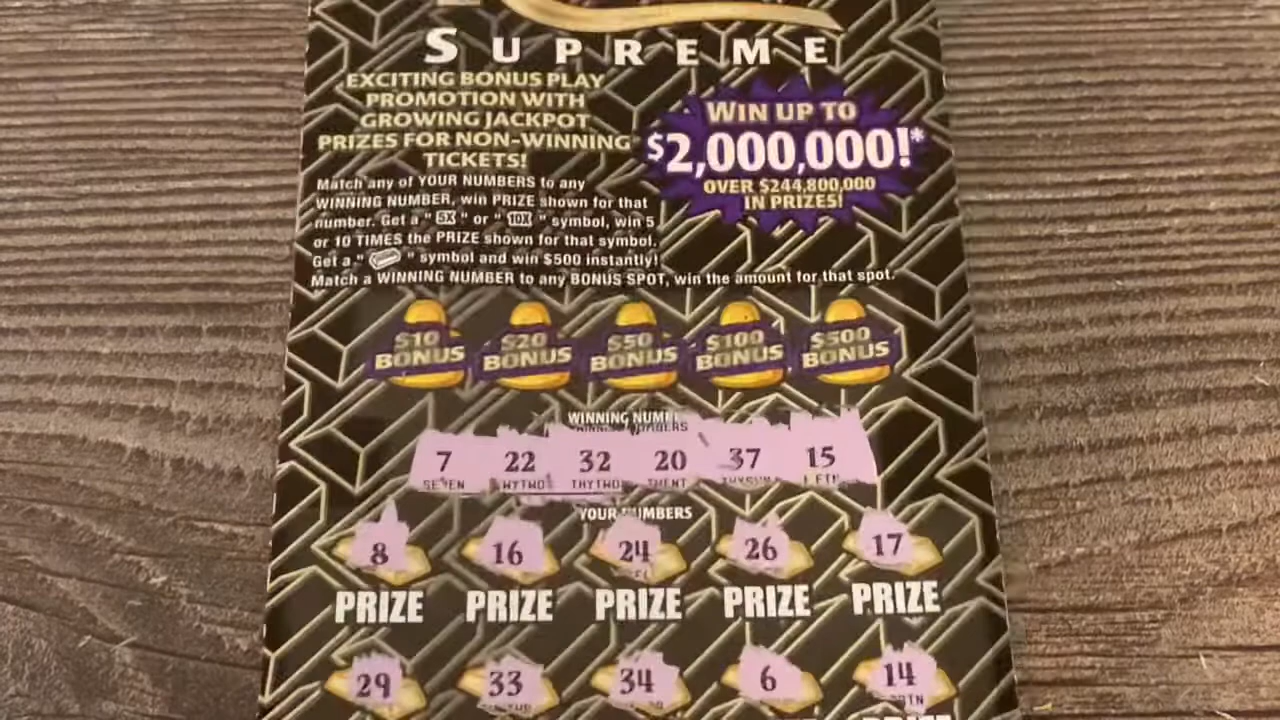 SUPREME
EXCITING BONUS PLAY
PROMOTION WITH
GROWING JACKPOT
PRIZES FOR NON-WINNING
TICKETS!
WIN UP TO
$2,000,000!*
OVER $244,800,000
IN PRIZES!
Match any of YOUR NUMBERS to any
WINNING NUMBER, win PRIZE shown for that
number. Get a "5X" or "10X" symbol, win 5
or 10 TIMES the PRIZE shown for that symbol.
Get a " " symbol and win $500 instantly!
Match a WINNING NUMBER to any BONUS SPOT, win the amount for that spot.
$10 $20 $50 $100 $500
BONUS BONUS BONUS BONUS BONUS
WINNING
7 22 32 20 37 15
YOUR NUMBERS
8 16 24 26 17
PRIZE PRIZE PRIZE PRIZE PRIZE
29 33 34 6 14